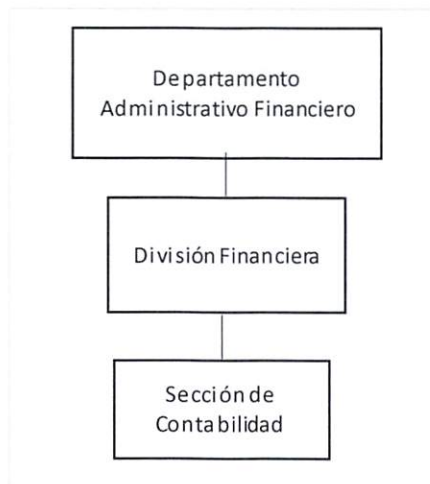 Departamento
Administrativo Financiero
División Financiera
Sección de
Contabilidad